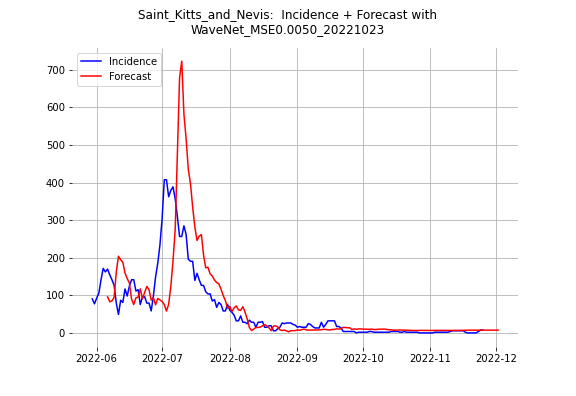 Saint_Kitts_and_Nevis:  Incidence + Forecast with
WaveNet_MSE0.0050_20221023
Incidence
Forecast
700
600
500
400
300
200
100
0
2022-06 2022-07 2022-08 2022-09 2022-10 2022-11 2022-12